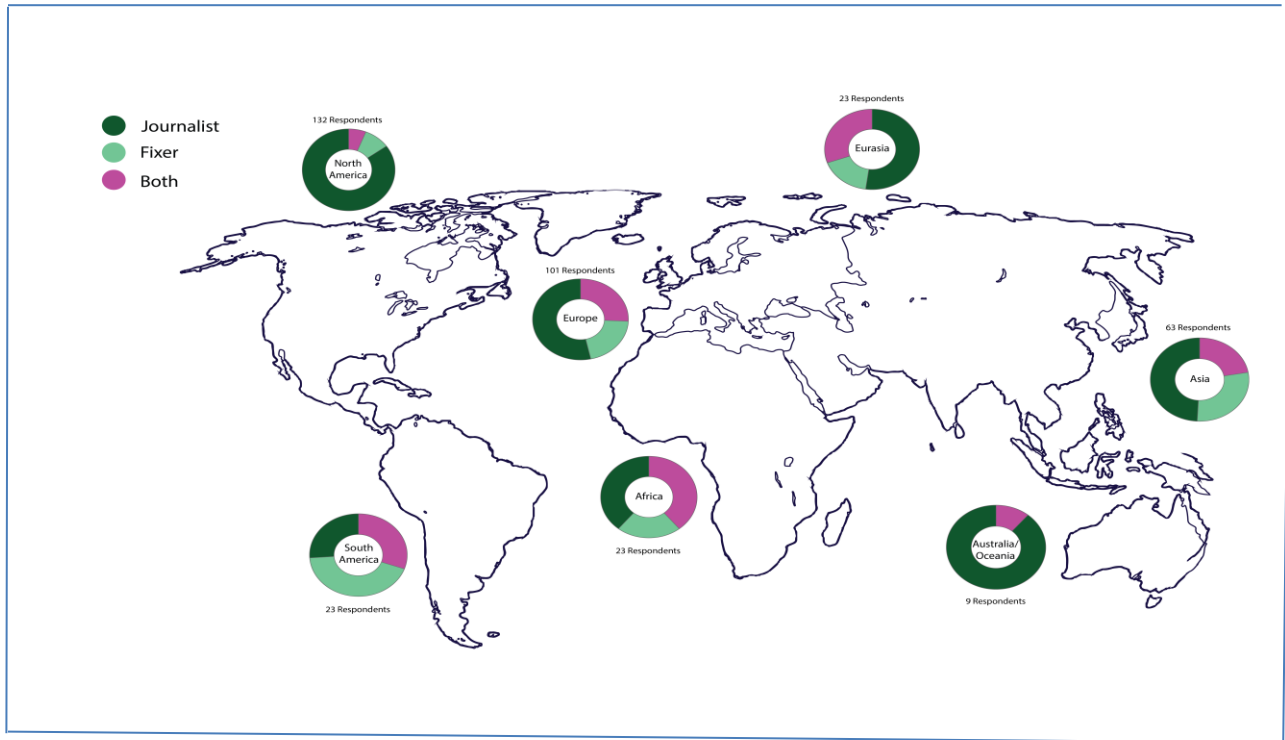 Journalist
Fixer
Both
132 Respondents
North
America
23 Respondents
Eurasia
101 Respondents
Europe
63 Respondents
Asia
Africa
23 Respondents
South
America
23 Respondents
Australia/
Oceania
9 Respondents